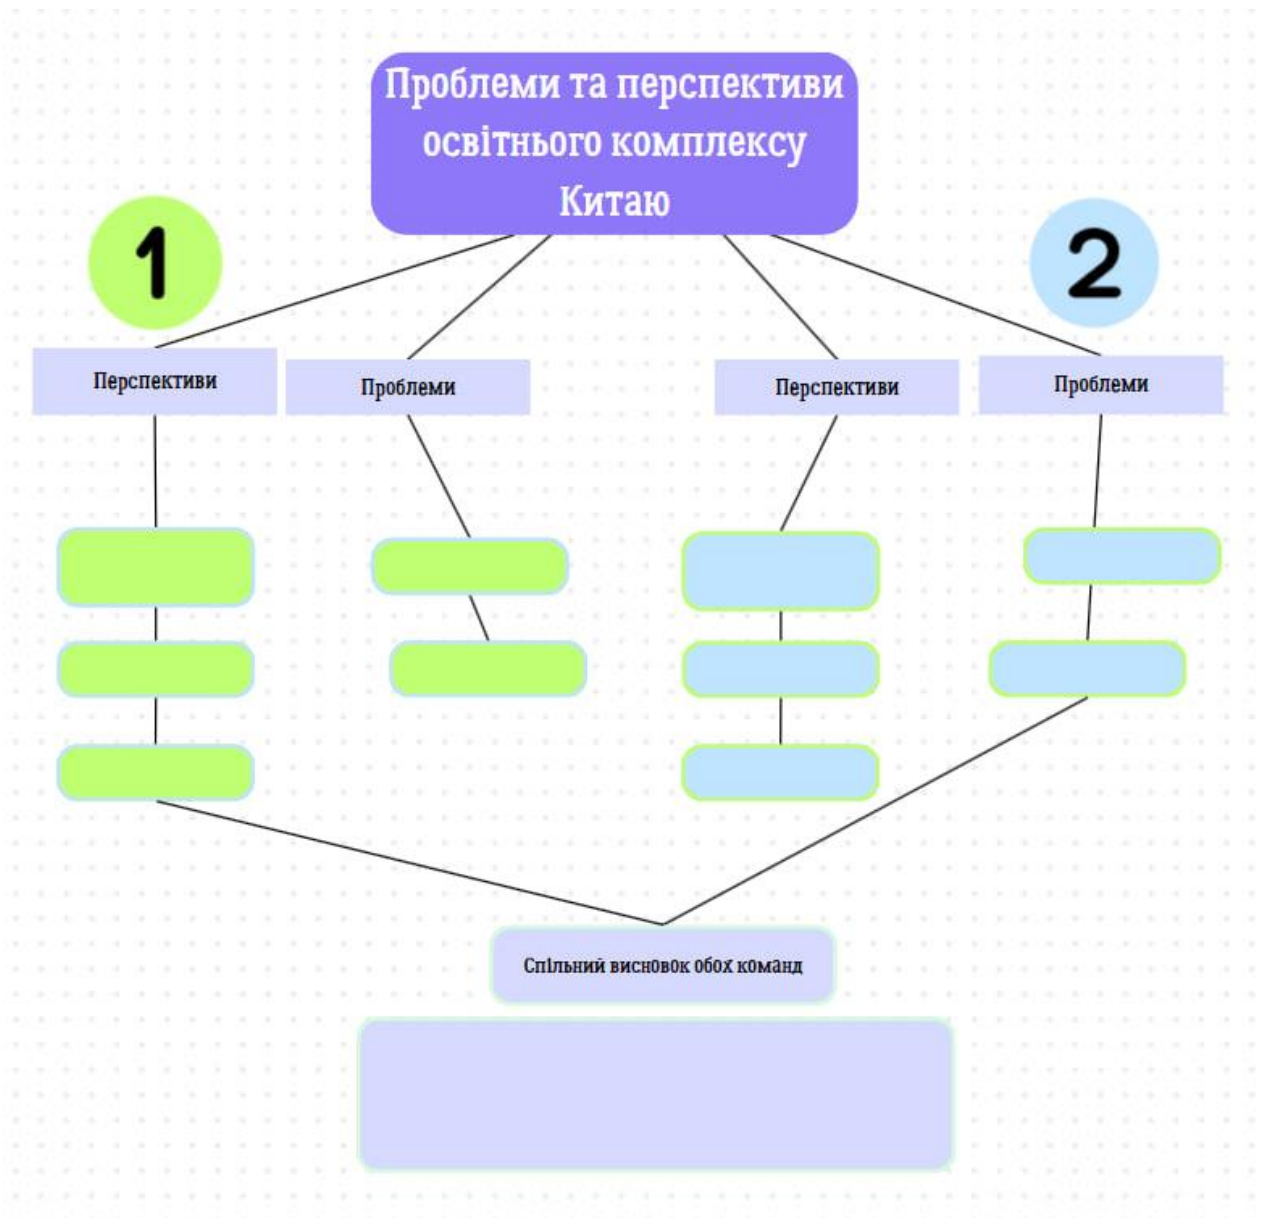 Проблеми та перспективи
освітнього комплексу
Китаю
1
2
Перспективи
Проблеми
Перспективи
Проблеми
Спільний висновок обох команд